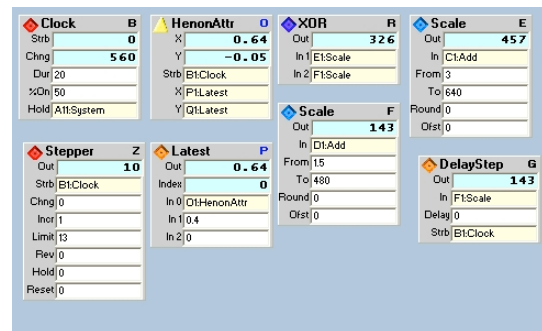 Clock B
Strb 0
Chng 560
Dur 20
%On 50
Hold A11:System
HenonAttr O
X 0.64
Y -0.05
Strb B1:Clock
X P1:Latest
Y Q1:Latest
XOR R
Out 326
In 1 E1:Scale
In 2 F1:Scale
Scale E
Out 457
In C1:Add
From 3
To 640
Round 0
Ofst 0
Stepper Z
Out 10
Strb B1:Clock
Chng 0
Incr 1
Limit 13
Rev 0
Hold 0
Reset 0
Latest P
Out 0.64
Index 0
In 0 O1:HenonAttr
In 1 0.4
In 2 0
Scale F
Out 143
In D1:Add
From 1.5
To 480
Round 0
Ofst 0
DelayStep G
Out 143
In F1:Scale
Delay 0
Strb B1:Clock